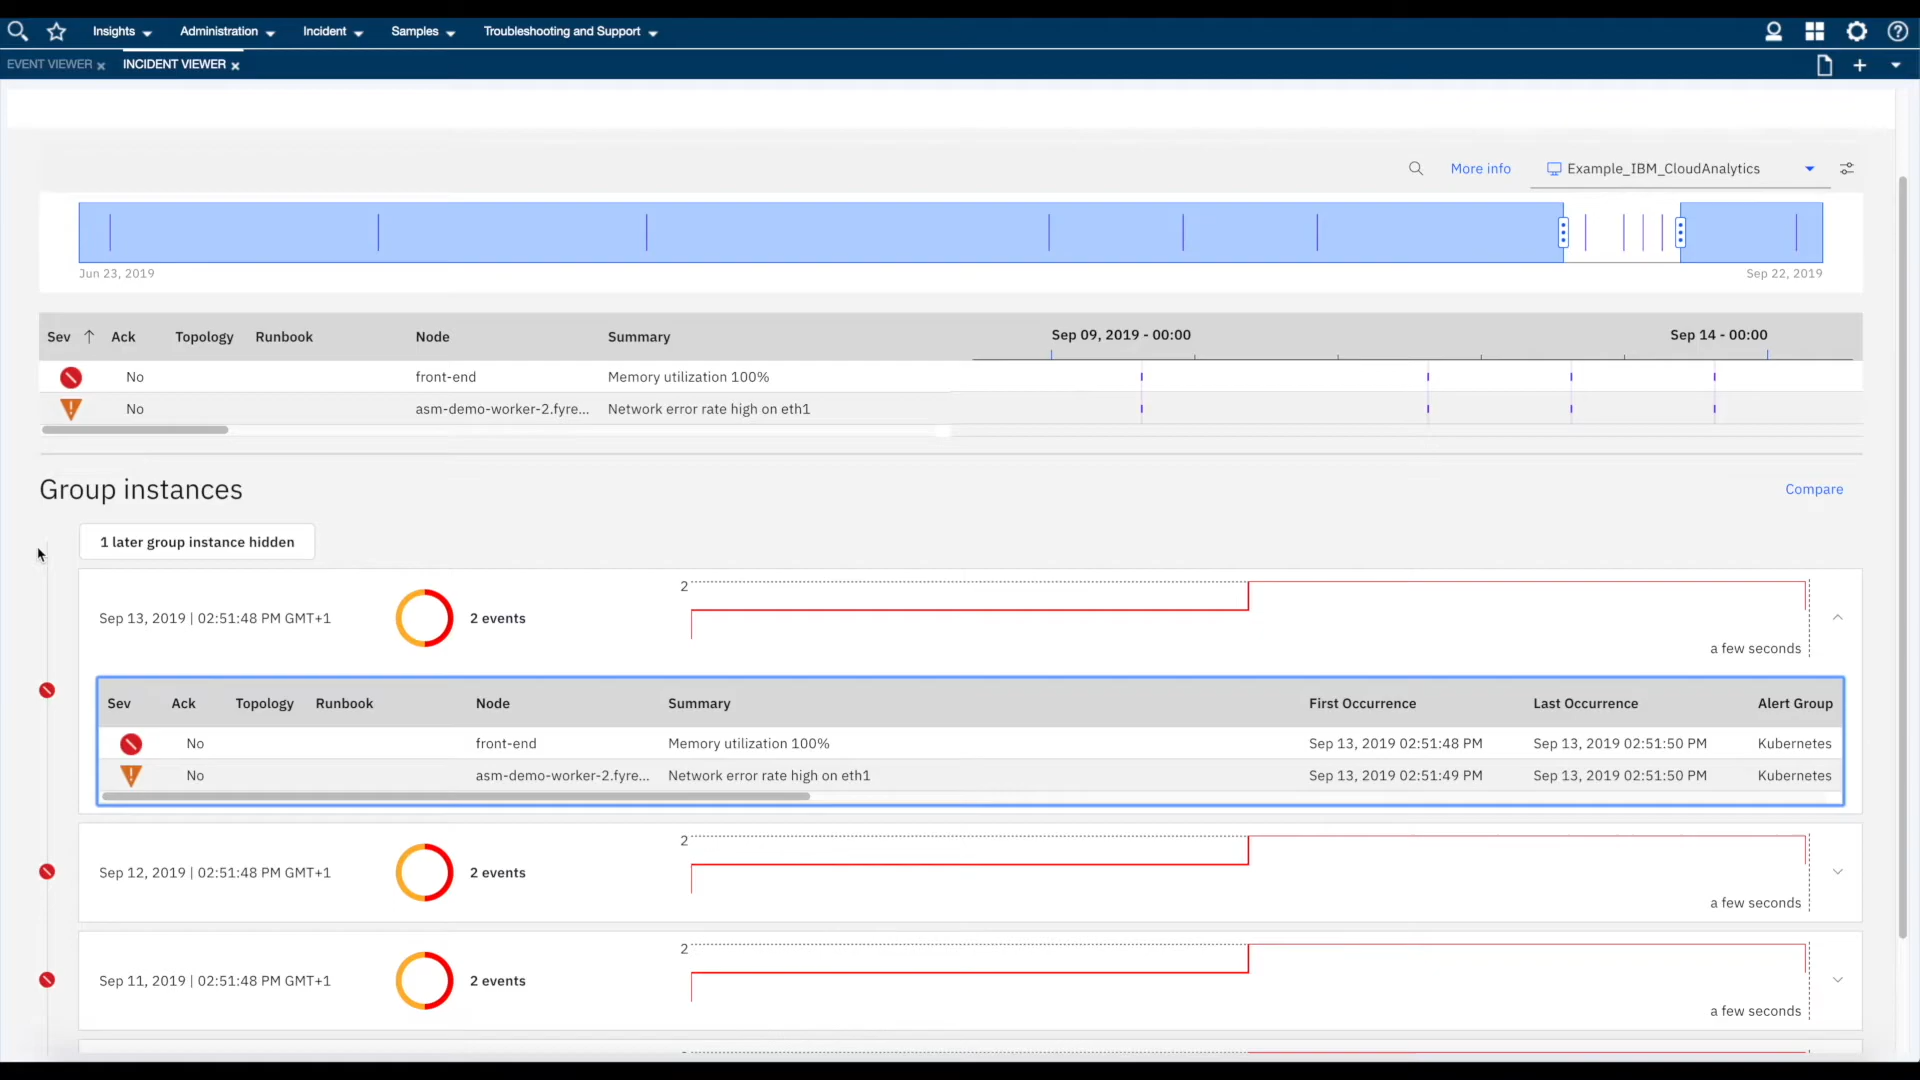 Insights Administration Incident Samples Troubleshooting and Support
EVENT VIEWER x INCIDENT VIEWER x
More info Example_IBM_CloudAnalytics
Jun 23, 2019 Sep 22, 2019
Sev Ack Topology Runbook Node Summary Sep 09, 2019 - 00:00 Sep 14 - 00:00
No front-end Memory utilization 100%
No asm-demo-worker-2.fyre... Network error rate high on eth1
Group instances Compare
1 later group instance hidden
2
Sep 13, 2019 | 02:51:48 PM GMT+1 2 events
a few seconds
Sev Ack Topology Runbook Node Summary First Occurrence Last Occurrence Alert Group
No front-end Memory utilization 100% Sep 13, 2019 02:51:48 PM Sep 13, 2019 02:51:50 PM Kubernetes
No asm-demo-worker-2.fyre... Network error rate high on eth1 Sep 13, 2019 02:51:49 PM Sep 13, 2019 02:51:50 PM Kubernetes
2
Sep 12, 2019 | 02:51:48 PM GMT+1 2 events
a few seconds
2
Sep 11, 2019 | 02:51:48 PM GMT+1 2 events
a few seconds